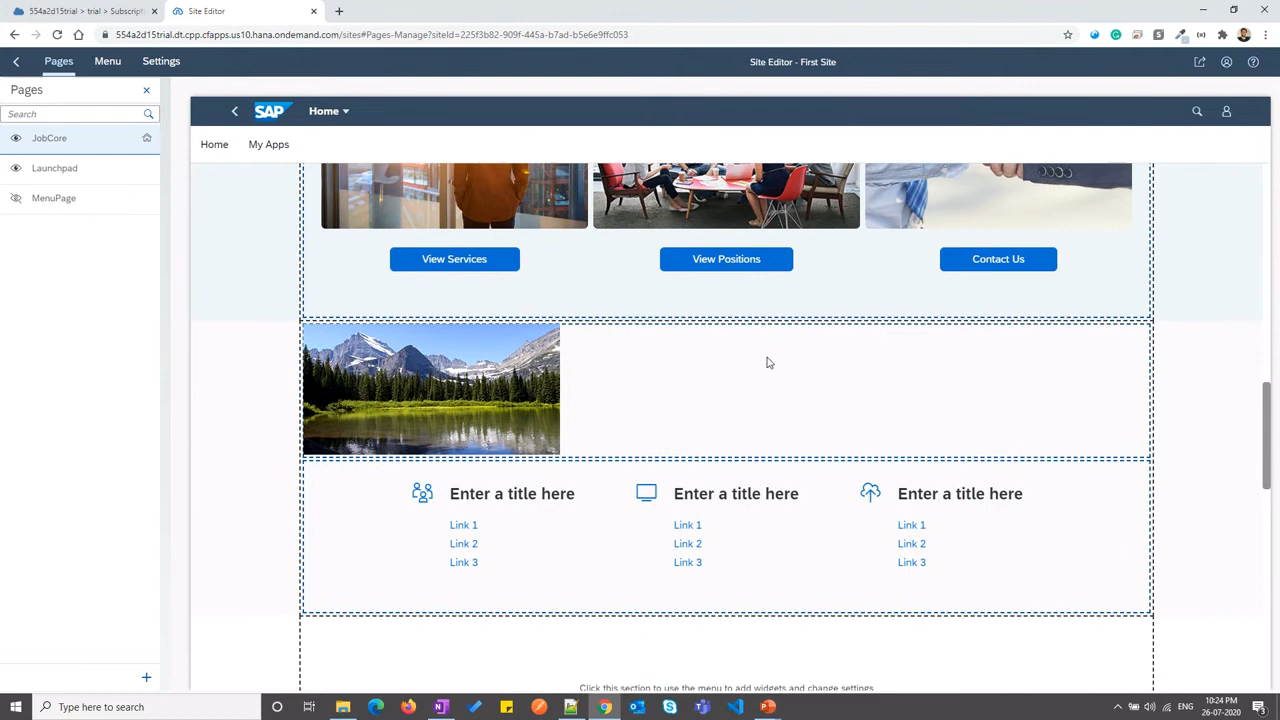 554a2d15trial > trial > Subscripti
Site Editor
554a2d15trial.dt.cpp.cfapps.us10.hana.ondemand.com/sites#Pages-Manage?siteId=225f3b82-909f-445a-b7ad-b5e6e9ffc053
Pages
Menu
Settings
Site Editor - First Site
Pages
Search
JobCore
Launchpad
MenuPage
SAP
Home
Home
My Apps
View Services
View Positions
Contact Us
Enter a title here
Link 1
Link 2
Link 3
Enter a title here
Link 1
Link 2
Link 3
Enter a title here
Link 1
Link 2
Link 3
Click this section to use the menu to add widgets and change settings
Type here to search
10:24 PM
26-07-2020